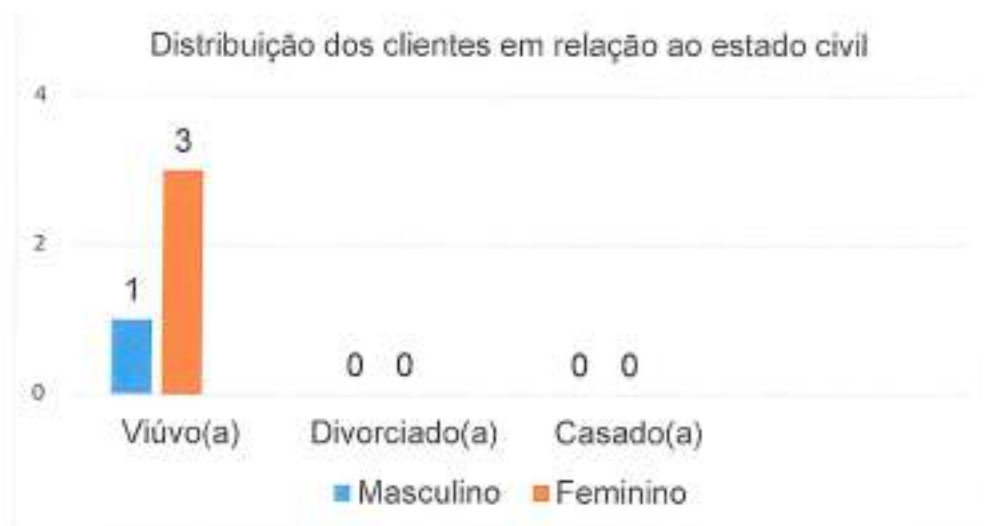 Distribuição dos clientes em relação ao estado civil
4
3
2
1
0 0 0 0
0
Viúvo(a) Divorciado(a) Casado(a)
Masculino Feminino